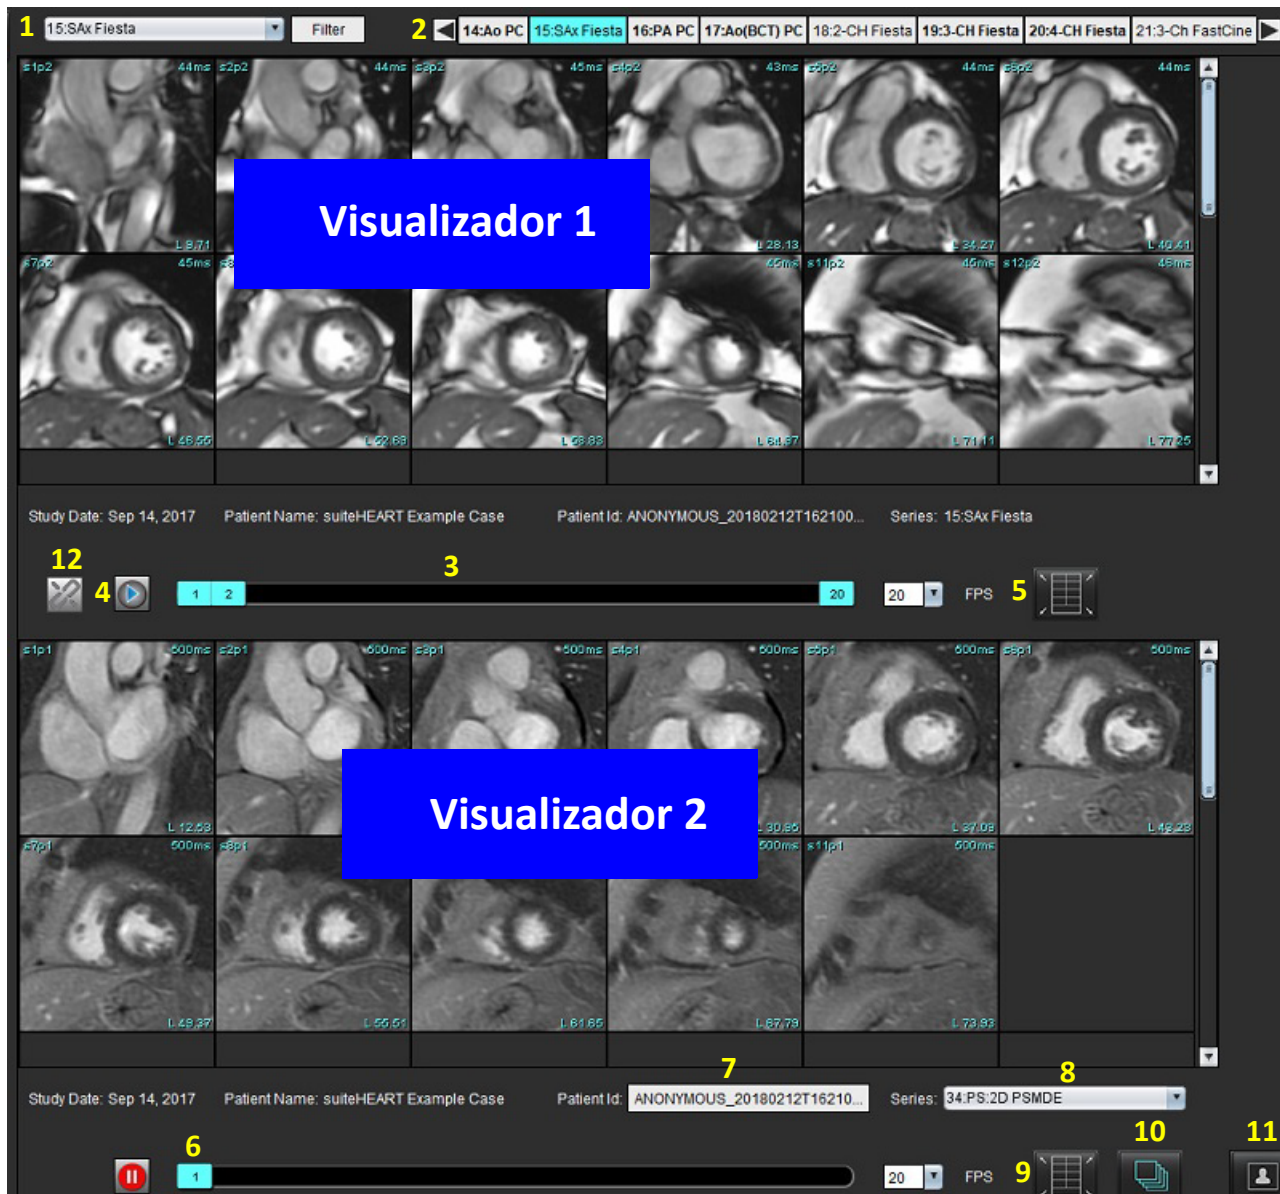 1 15:SAx Fiesta Filter 2 14:Ao PC 15:SAx Fiesta 16:PA PC 17:Ao(BCT) PC 18:2-CH Fiesta 19:3-CH Fiesta 20:4-CH Fiesta 21:3-Ch FastCine
s1p2 44ms s2p2 44ms s3p2 45ms s4p2 43ms s5p2 44ms s6p2 44ms
Visualizador 1
L 9.71 L 28.13 L 34.27 L 40.41
s7p2 45ms 45ms s11p2 45ms s12p2 46ms
L 46.55 L 52.69 L 58.83 L 64.97 L 71.11 L 77.25
Study Date: Sep 14, 2017 Patient Name: suiteHEART Example Case Patient Id: ANONYMOUS_20180212T162100... Series: 15:SAx Fiesta
12 3
4 1 2 20 20 FPS 5
s1p1 500ms s2p1 500ms s3p1 500ms s4p1 500ms s5p1 500ms s6p1 500ms
Visualizador 2
L 12.53 L 30.95 L 37.09 L 43.23
s7p1 500ms s8p1 500ms s11p1 500ms
L 49.37 L 55.51 L 61.65 L 67.79 L 73.93
7 8
Study Date: Sep 14, 2017 Patient Name: suiteHEART Example Case Patient Id: ANONYMOUS_20180212T16210... Series: 34:PS:2D PSMDE
6 10 11
1 20 FPS 9